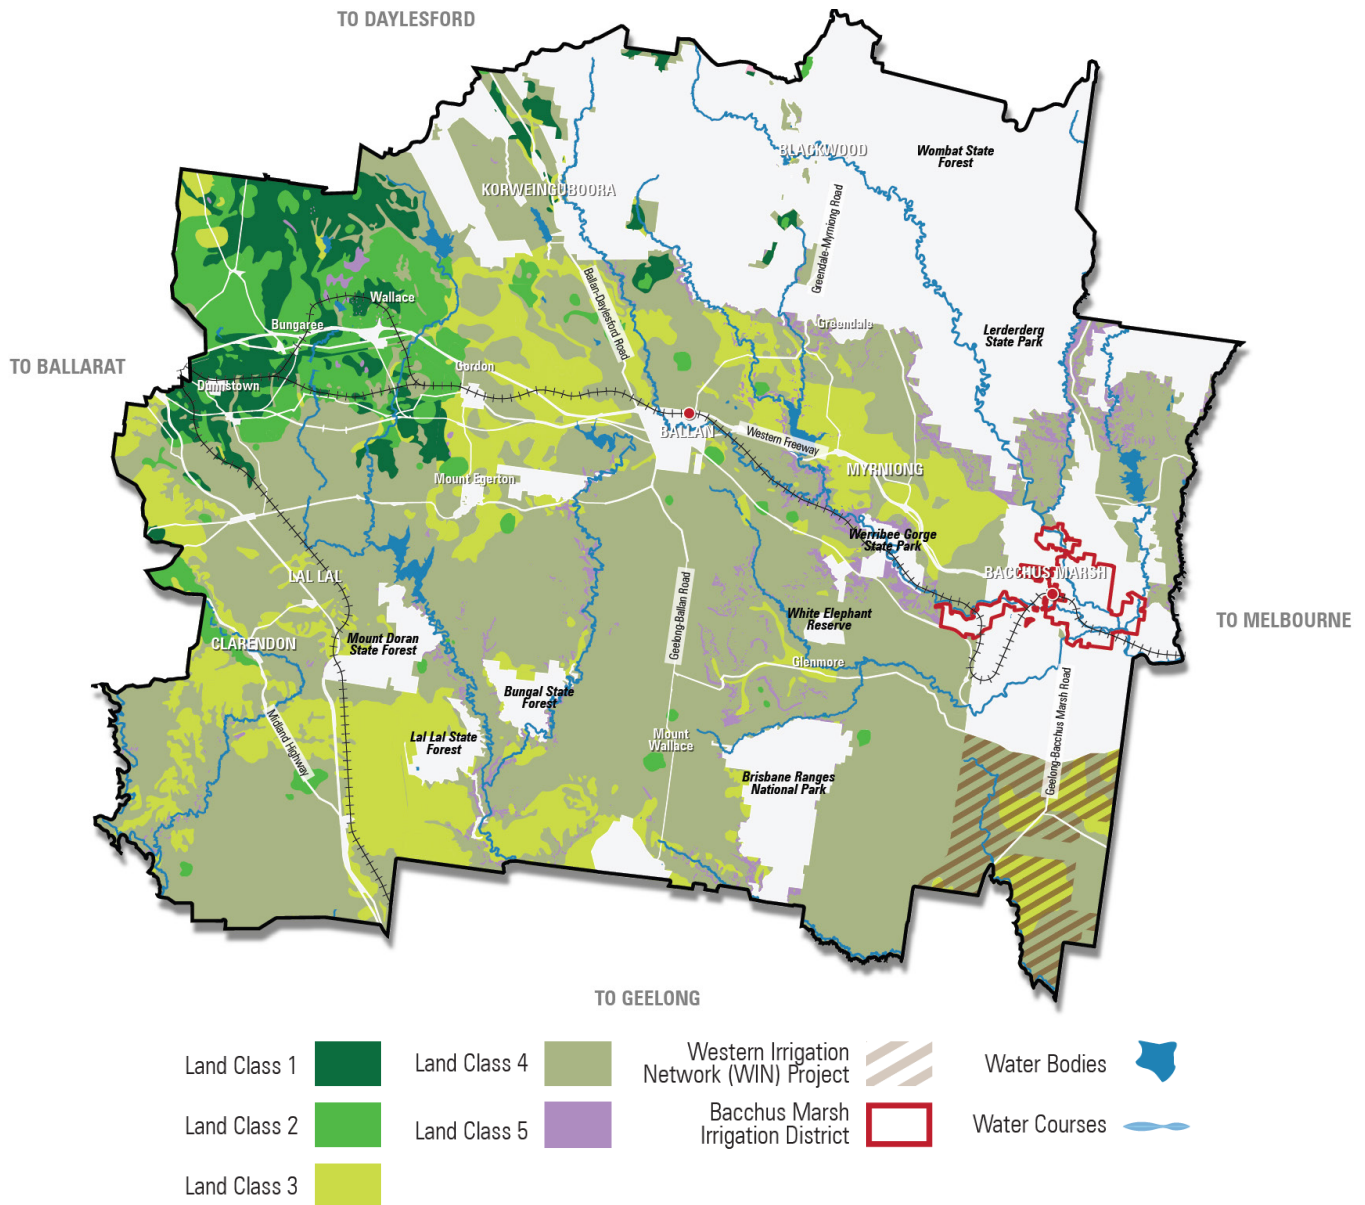 TO DAYLESFORD
BLACKWOOD
Wombat State
Forest
KORWEINGUBOORA
Greendale-Myrniong Road
Ballan-Daylesford Road
Wallace
Bungaree
Greendale
Lerderderg
State Park
TO BALLARAT
Gordon
Dunnstown
BALLAN
Western Freeway
MYRNIONG
Mount Egerton
Werribee Gorge
State Park
LAL LAL
BACCHUS MARSH
Geelong-Ballan Road
White Elephant
Reserve
TO MELBOURNE
CLARENDON
Mount Doran
State Forest
Glenmore
Bungal State
Forest
Geelong-Bacchus Marsh Road
Midland Highway
Lal Lal State
Forest
Mount
Wallace
Brisbane Ranges
National Park
TO GEELONG
Land Class 1
Land Class 4
Western Irrigation
Network (WIN) Project
Water Bodies
Land Class 2
Land Class 5
Bacchus Marsh
Irrigation District
Water Courses
Land Class 3